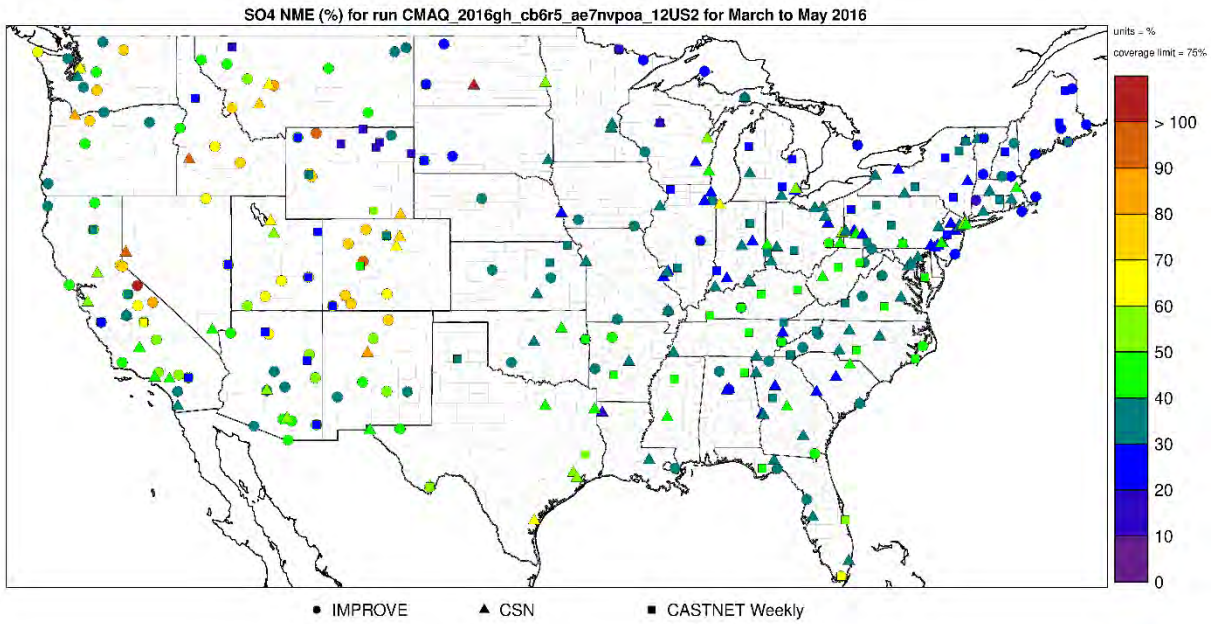 SO4 NME (%) for run CMAQ_2016gh_cb6r5_ae7nvpoa_12US2 for March to May 2016
units = %
coverage limit = 75%
> 100
90
80
70
60
50
40
30
20
10
0
IMPROVE
CSN
CASTNET Weekly